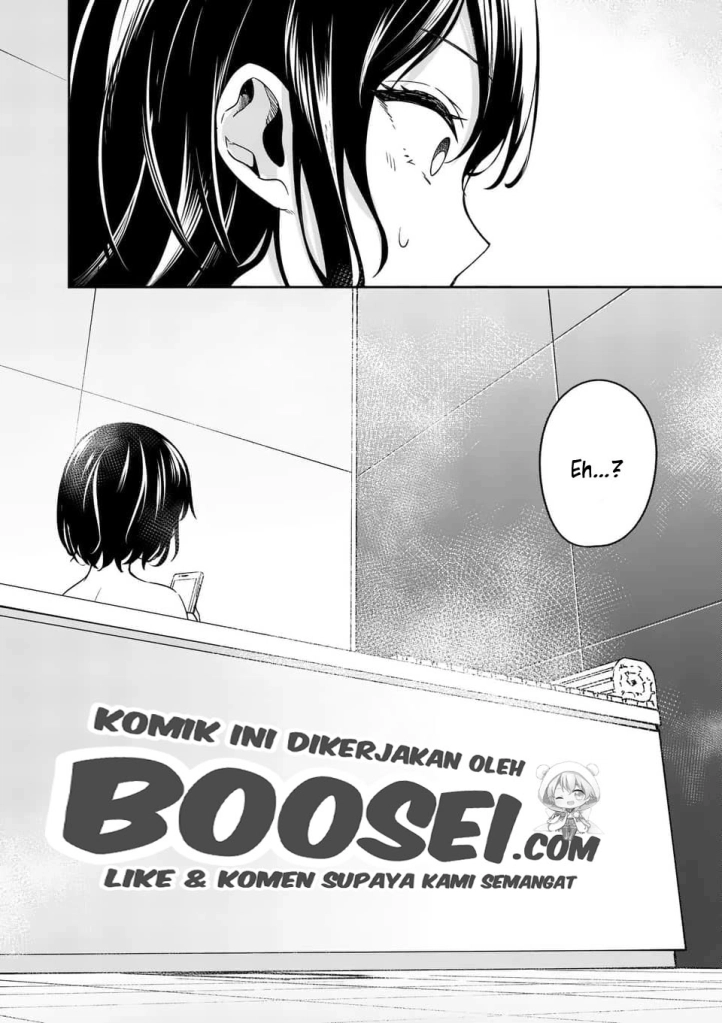 Eh...?
KOMIK INI DIKERJAKAN OLEH
BOOSEI.COM
LIKE & KOMEN SUPAYA KAMI SEMANGAT